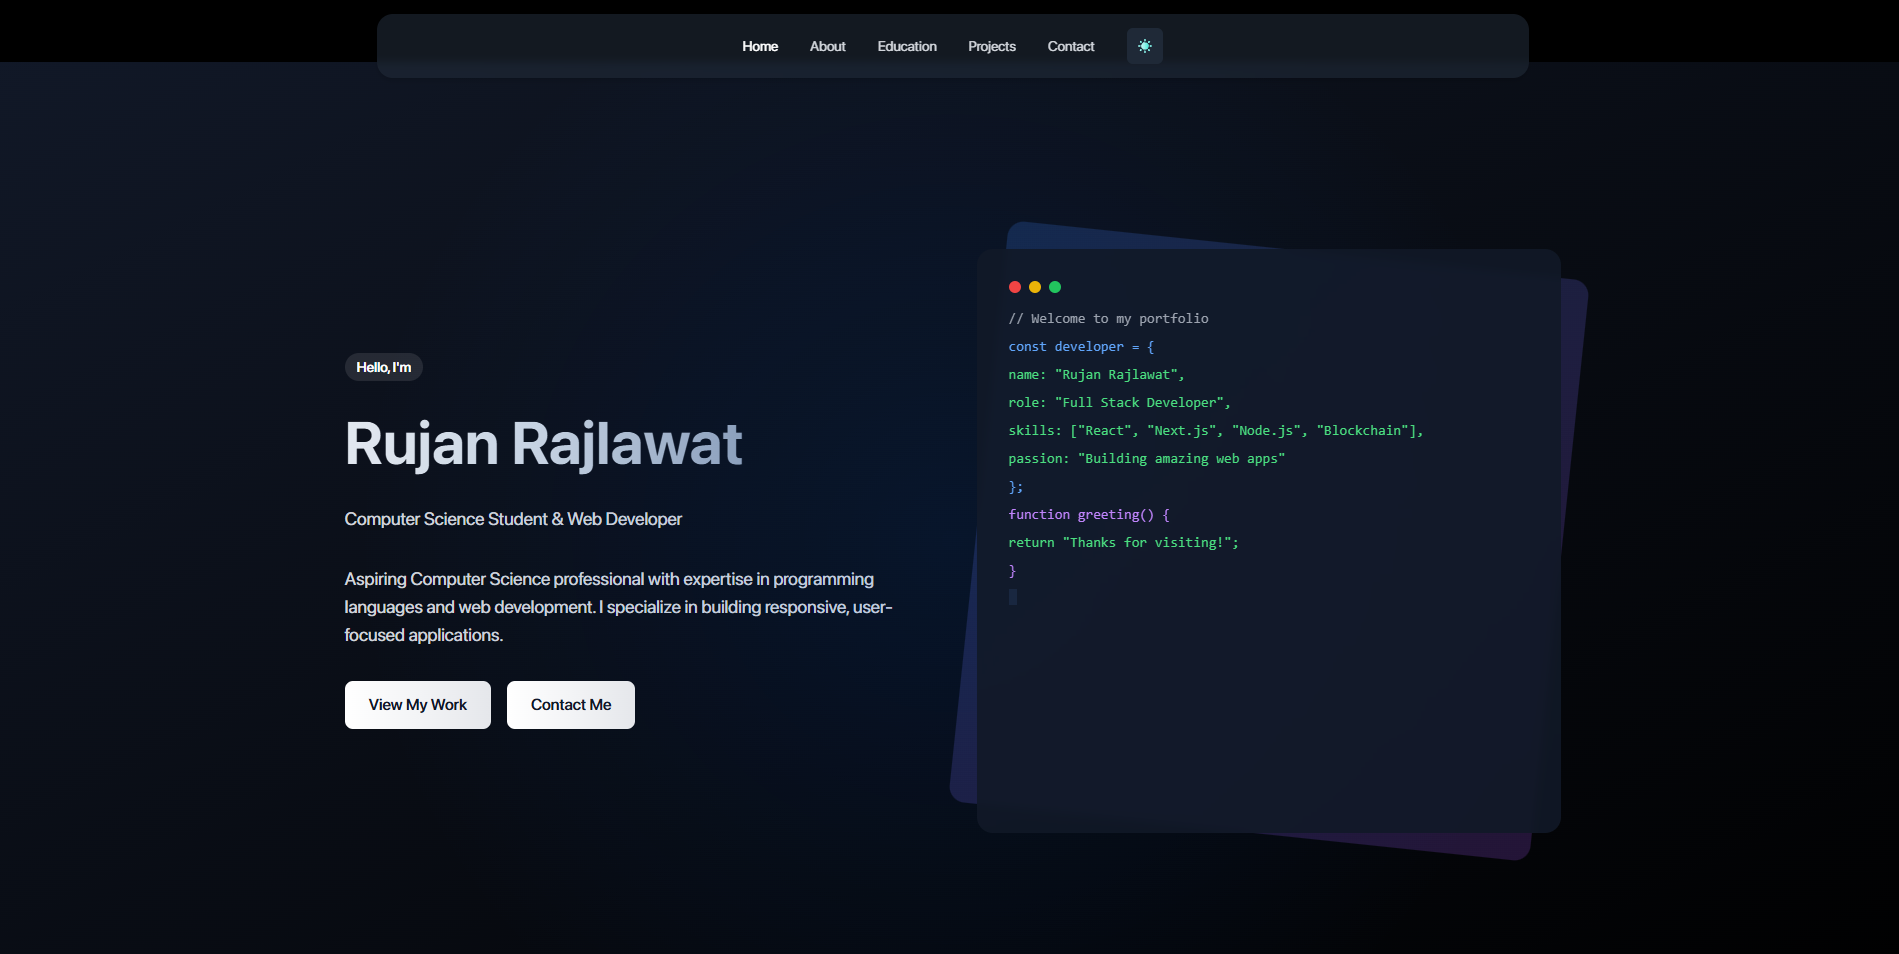 Home About Education Projects Contact
Hello, I'm
Rujan Rajlawat
Computer Science Student & Web Developer
Aspiring Computer Science professional with expertise in programming
languages and web development. I specialize in building responsive, user-
focused applications.
View My Work Contact Me
// Welcome to my portfolio
const developer = {
name: "Rujan Rajlawat",
role: "Full Stack Developer",
skills: ["React", "Next.js", "Node.js", "Blockchain"],
passion: "Building amazing web apps"
};
function greeting() {
return "Thanks for visiting!";
}